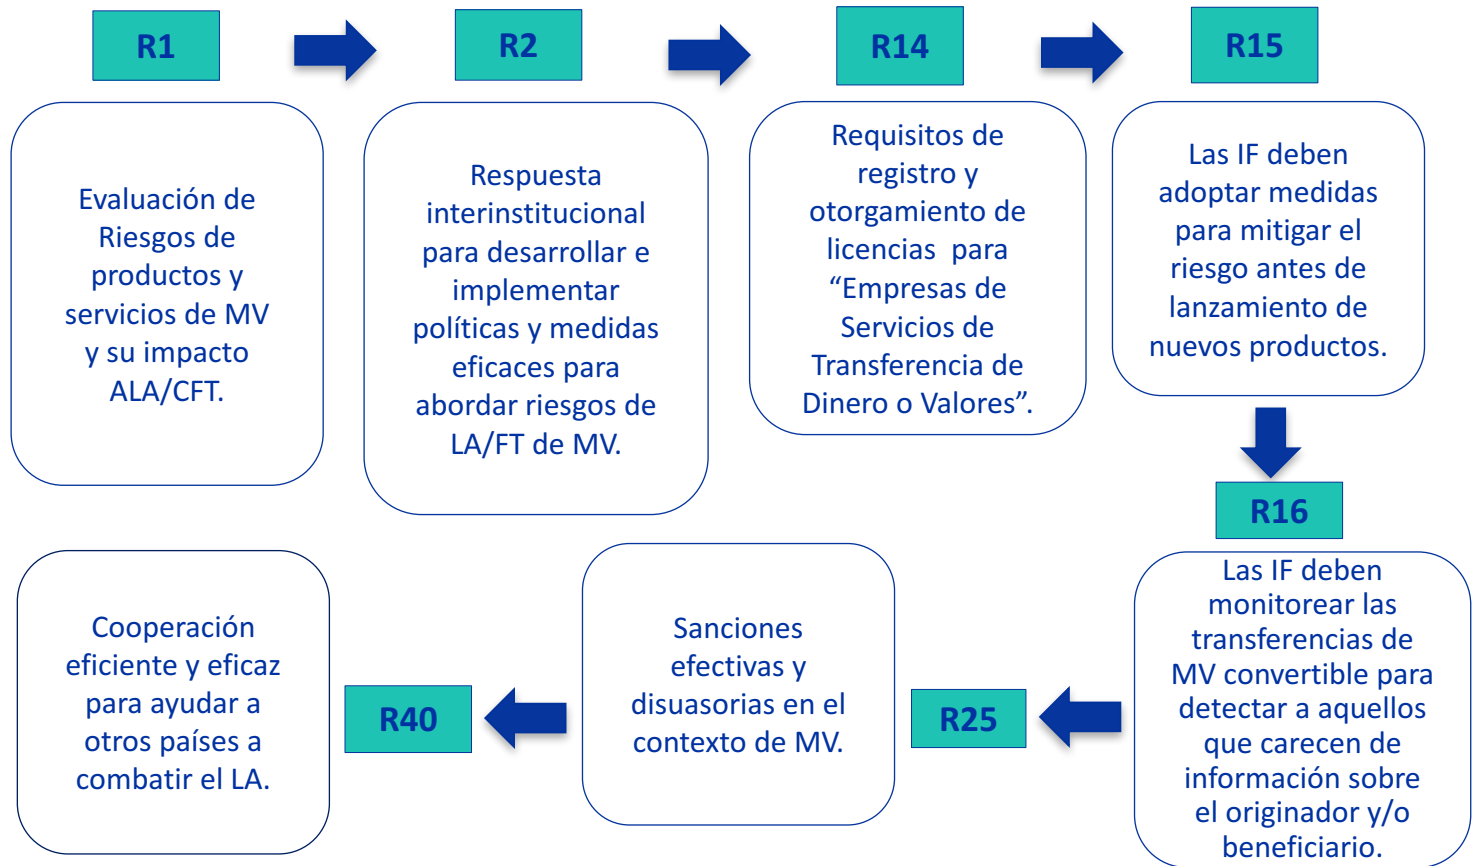 R1
Evaluación de
Riesgos de
productos y
servicios de MV
y su impacto
ALA/CFT.
R2
Respuesta
interinstitucional
para desarrollar e
implementar
políticas y medidas
eficaces para
abordar riesgos de
LA/FT de MV.
R14
Requisitos de
registro y
otorgamiento de
licencias para
“Empresas de
Servicios de
Transferencia de
Dinero o Valores”.
R15
Las IF deben
adoptar medidas
para mitigar el
riesgo antes de
lanzamiento de
nuevos productos.
R16
Las IF deben
monitorear las
transferencias de
MV convertible para
detectar a aquellos
que carecen de
información sobre
el originador y/o
beneficiario.
R25
Sanciones
efectivas y
disuasorias en el
contexto de MV.
R40
Cooperación
eficiente y eficaz
para ayudar a
otros países a
combatir el LA.